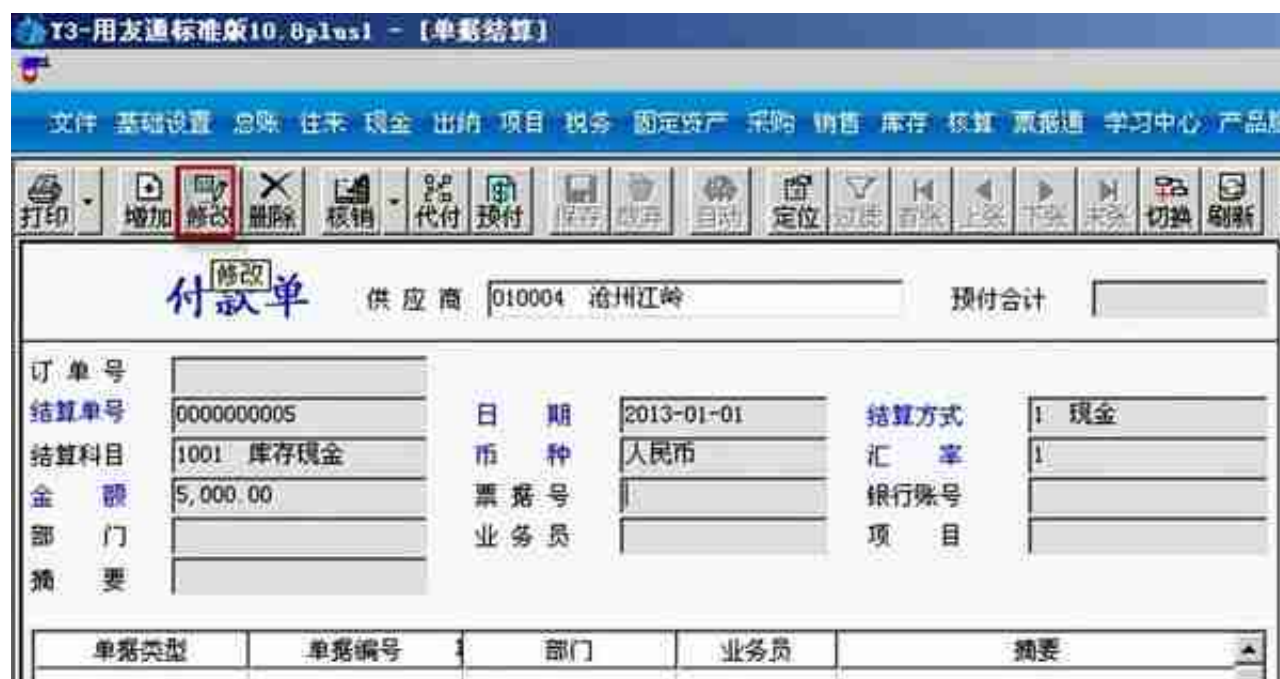 T3-用友通标准版10.8plus1 - [单据结算]
文件 基础设置 总账 往来 现金 出纳 项目 税务 固定资产 采购 销售 库存 核算 票据通 学习中心 产品
打印 增加 修改 删除 核销 代付 预付 保存 放弃 自动 定位 过滤 首张 上张 下张 末张 切换 刷新
修改
付款单 供应商 010004 沧州江岭 预付合计
订单号
结算单号 0000000005 日期 2013-01-01 结算方式 1 现金
结算科目 1001 库存现金 币种 人民币 汇率 1
金额 5,000.00 票据号 银行账号
部门 业务员 项目
摘要
单据类型 单据编号 部门 业务员 摘要